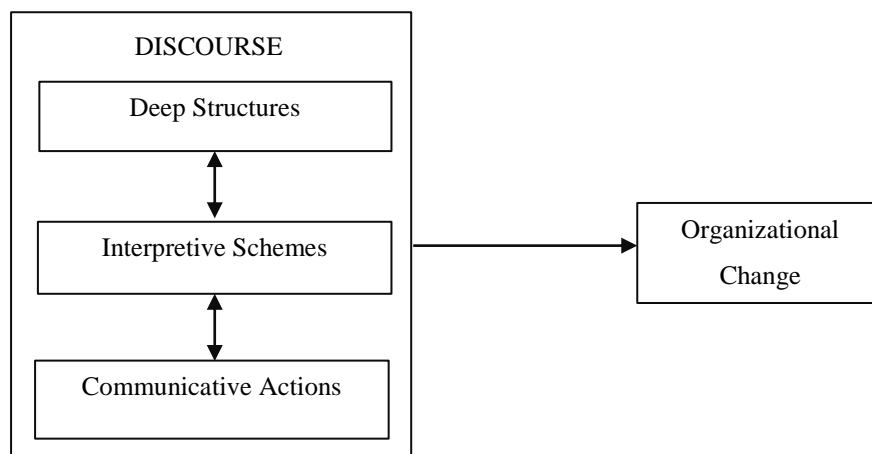 DISCOURSE
Deep Structures
Interpretive Schemes
Communicative Actions
Organizational
Change